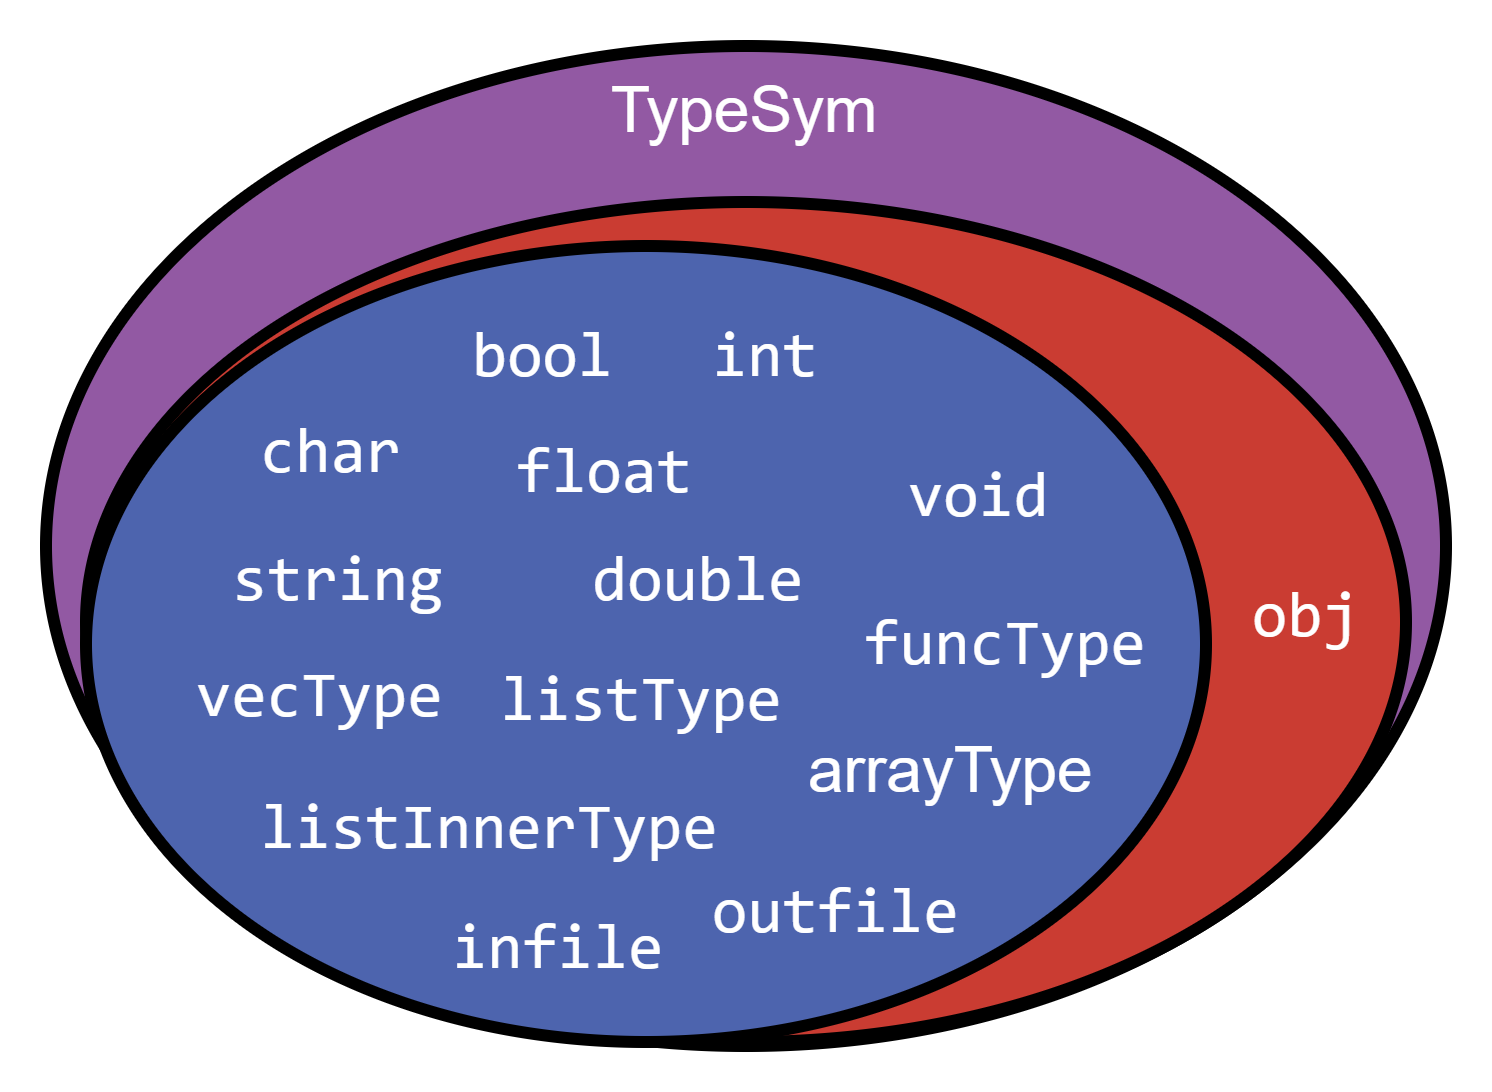 TypeSym
bool int
char float
void
string double
funcType obj
vecType listType
arrayType
listInnerType
outfile
infile